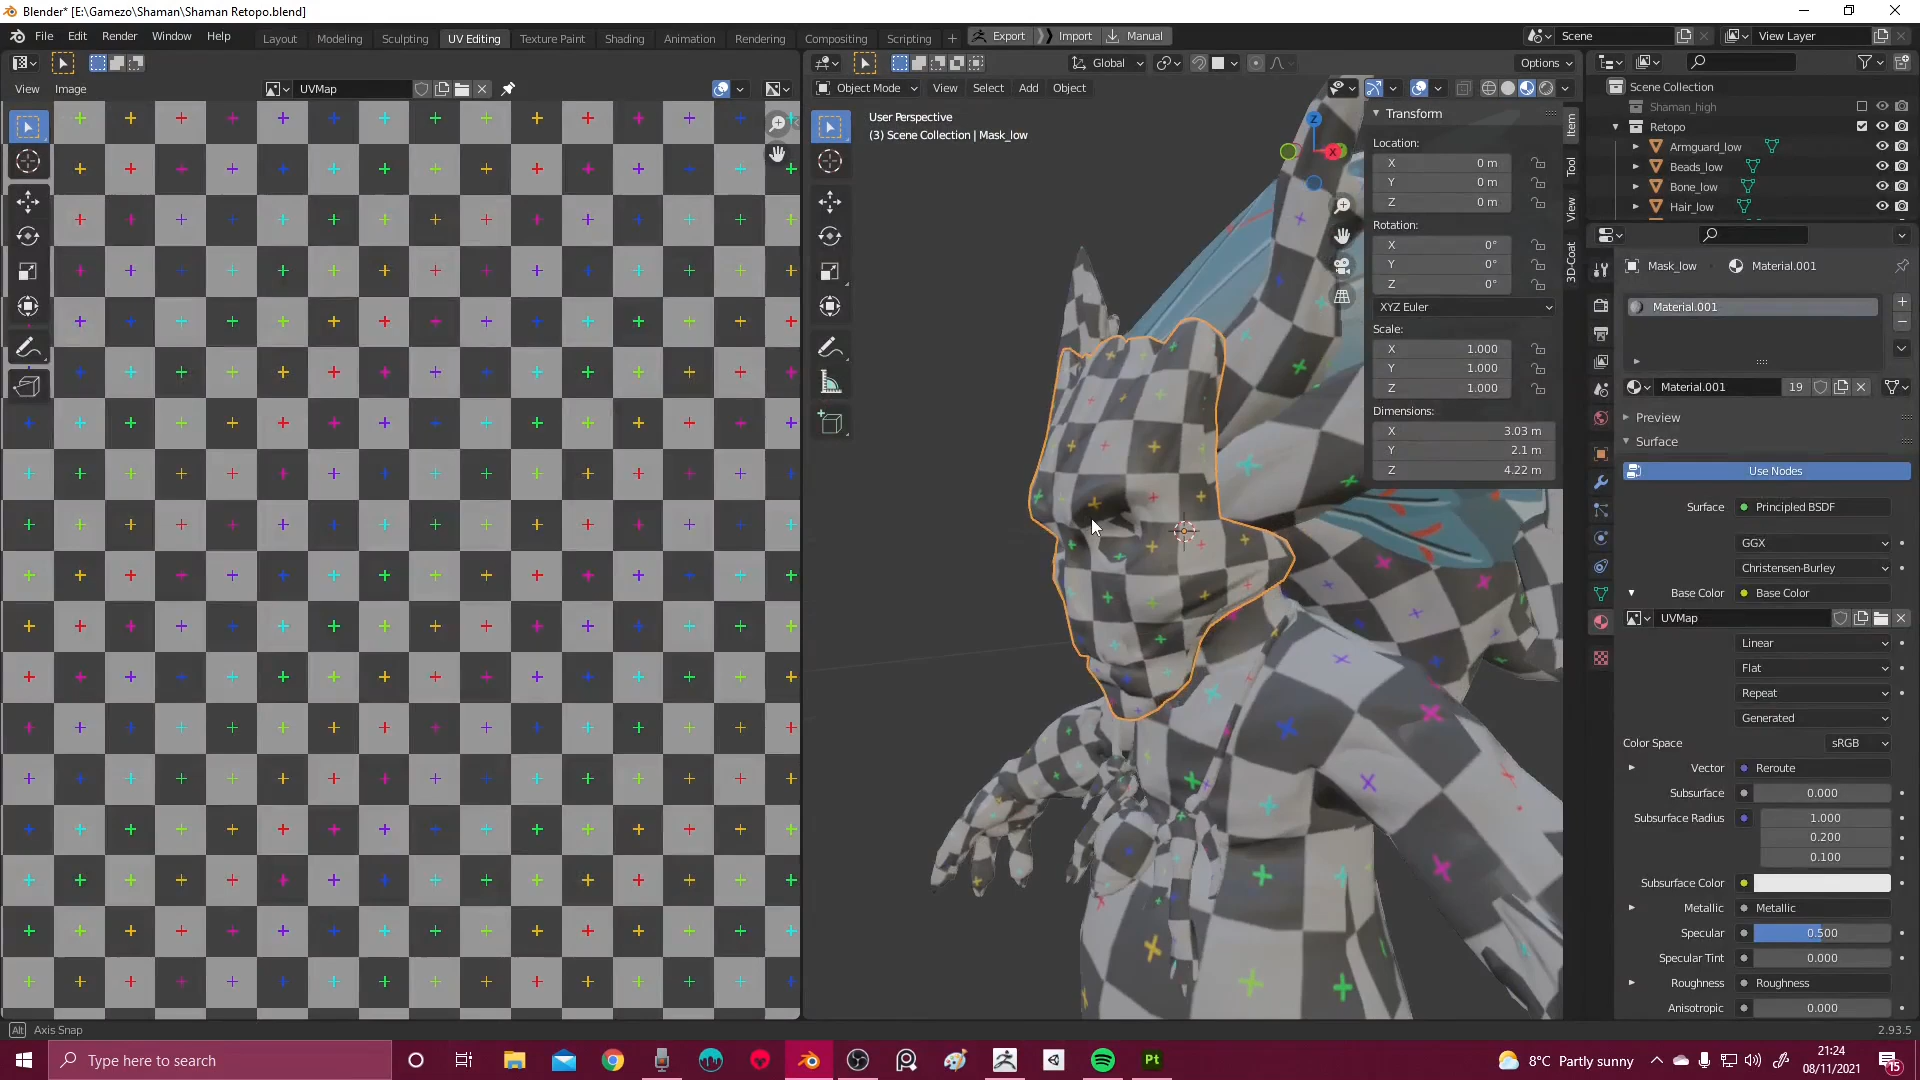 Blender* [E:\Gamezo\Shaman\Shaman Retopo.blend]
File Edit Render Window Help
Layout Modeling Sculpting UV Editing Texture Paint Shading Animation Rendering Compositing Scripting + Export Import Manual
Scene View Layer
Global Options
View Image UVMap
Object Mode View Select Add Object
User Perspective
(3) Scene Collection | Mask_low
Z
X
Transform
Location:
X 0 m
Y 0 m
Z 0 m
Rotation:
X 0°
Y 0°
Z 0°
XYZ Euler
Scale:
X 1.000
Y 1.000
Z 1.000
Dimensions:
X 3.03 m
Y 2.1 m
Z 4.22 m
Item
Tool
View
3D-Coat
Scene Collection
Shaman_high
Retopo
Armguard_low
Beads_low
Bone_low
Hair_low
Mask_low Material.001
Material.001
Material.001 19
Preview
Surface
Use Nodes
Surface Principled BSDF
GGX
Christensen-Burley
Base Color Base Color
UVMap
Linear
Flat
Repeat
Generated
Color Space sRGB
Vector Reroute
Subsurface 0.000
Subsurface Radius 1.000
0.200
0.100
Subsurface Color
Metallic Metallic
Specular 0.500
Specular Tint 0.000
Roughness Roughness
Anisotropic 0.000
Alt Axis Snap
2.93.5
Type here to search
Pt
8°C Partly sunny
21:24
08/11/2021
15